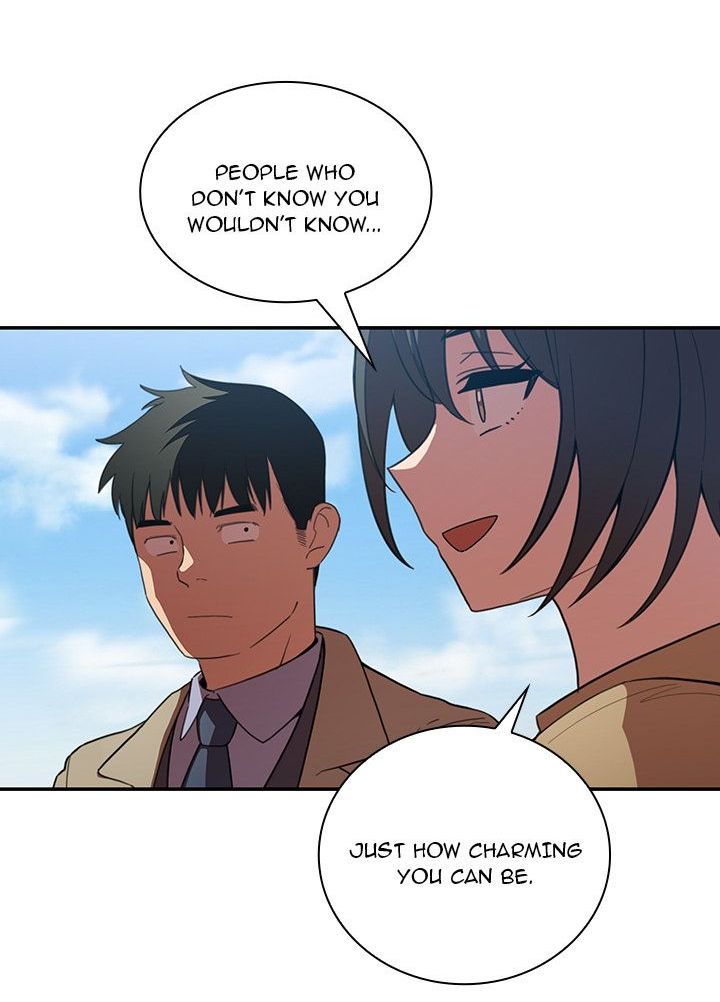 PEOPLE WHO
DON'T KNOW YOU
WOULDN'T KNOW...
JUST HOW CHARMING
YOU CAN BE.